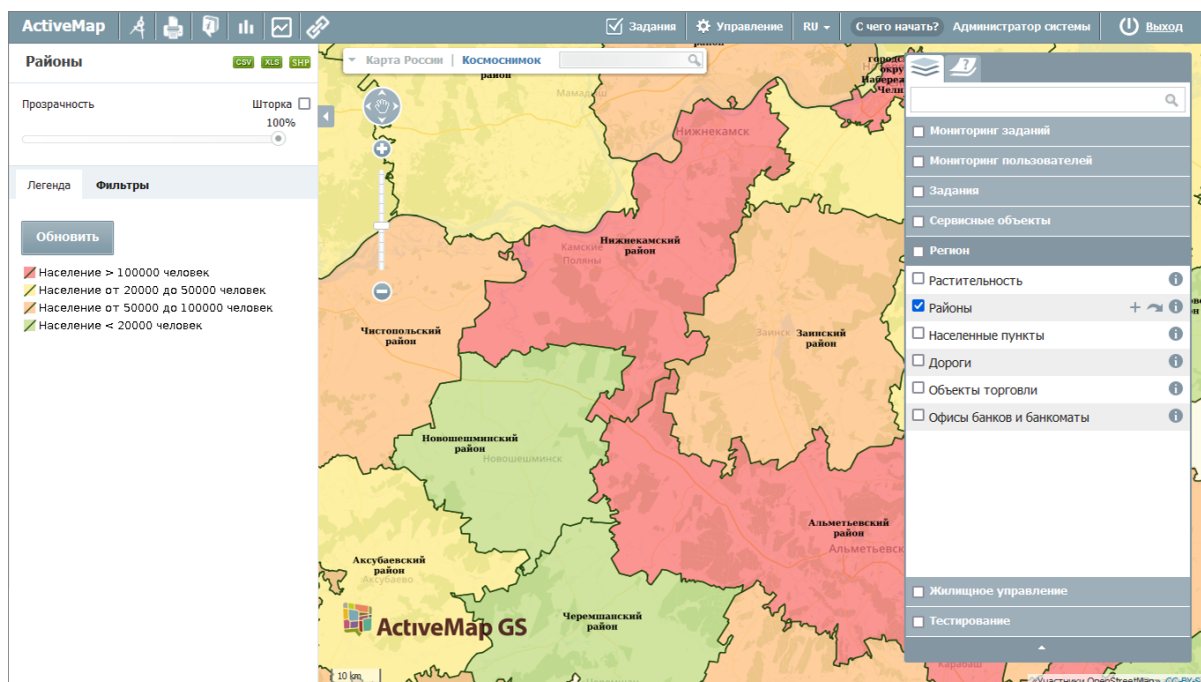 ActiveMap
Задания
Управление
RU
С чего начать?
Администратор системы
Выход
Районы
CSV
XLS
SHP
Прозрачность
Шторка
100%
Легенда
Фильтры
Обновить
Население > 100000 человек
Население от 20000 до 50000 человек
Население от 50000 до 100000 человек
Население < 20000 человек
Карта России | Космоснимок
район
район
Мамадыш
Нижнекамск
Нижнекамский
район
Камские
Поляны
Чистопольский
район
Заинск
Заинский
район
Новошешминский
район
Новошешминск
Альметьевский
район
Альметьевск
Аксубаевский
район
Аксубаево
Черемшанский
район
ActiveMap GS
10 km
Карабаш
Мониторинг заданий
Мониторинг пользователей
Задания
Сервисные объекты
Регион
Растительность
Районы
Населенные пункты
Дороги
Объекты торговли
Офисы банков и банкоматы
Жилищное управление
Тестирование